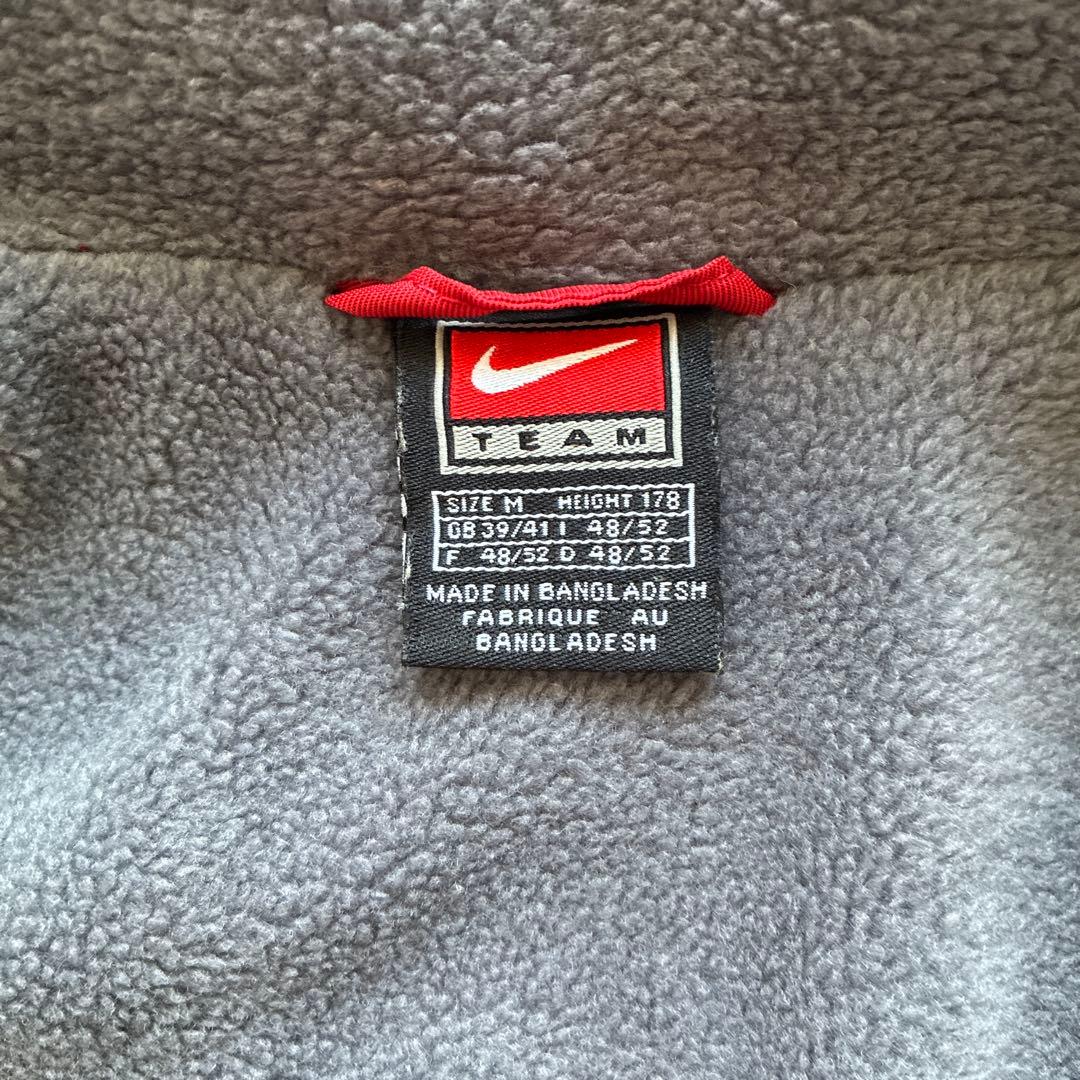 TEAM
SIZE M HEIGHT 178
GB 39/41 I 48/52
F 48/52 D 48/52
MADE IN BANGLADESH
FABRIQUE AU
BANGLADESH